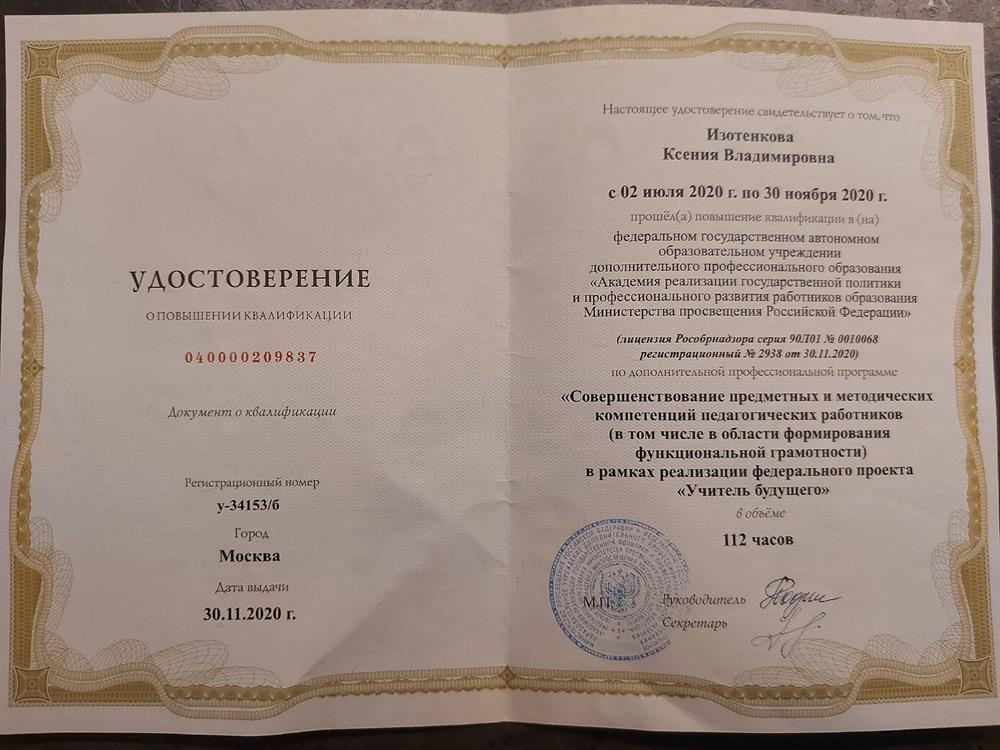 УДОСТОВЕРЕНИЕ
О ПОВЫШЕНИИ КВАЛИФИКАЦИИ
040000209837
Документ о квалификации
Регистрационный номер
у-34153/б
Город
Москва
Дата выдачи
30.11.2020 г.
Настоящее удостоверение свидетельствует о том, что
Изотенкова
Ксения Владимировна
с 02 июля 2020 г. по 30 ноября 2020 г.
прошёл(а) повышение квалификации в (на)
федеральном государственном автономном
образовательном учреждении
дополнительного профессионального образования
«Академия реализации государственной политики
и профессионального развития работников образования
Министерства просвещения Российской Федерации»
(лицензия Рособрнадзора серия 90Л01 № 0010068
регистрационный № 2938 от 30.11.2020)
по дополнительной профессиональной программе
«Совершенствование предметных и методических
компетенций педагогических работников
(в том числе в области формирования
функциональной грамотности)
в рамках реализации федерального проекта
«Учитель будущего»
в объёме
112 часов
М.П.
Руководитель
Секретарь